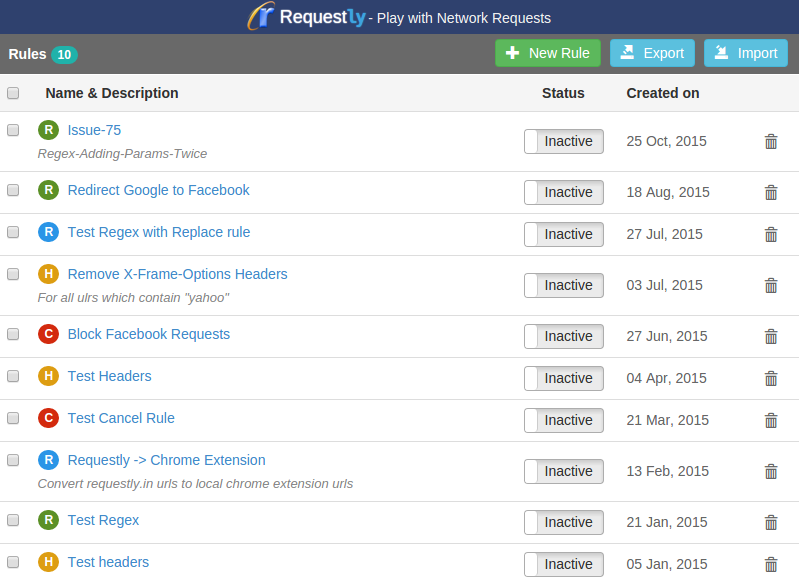 Requestly - Play with Network Requests
Rules 10 New Rule Export Import
Name & Description Status Created on
R Issue-75
Regex-Adding-Params-Twice
Inactive 25 Oct, 2015
R Redirect Google to Facebook Inactive 18 Aug, 2015
R Test Regex with Replace rule Inactive 27 Jul, 2015
H Remove X-Frame-Options Headers
For all ulrs which contain "yahoo"
Inactive 03 Jul, 2015
C Block Facebook Requests Inactive 27 Jun, 2015
H Test Headers Inactive 04 Apr, 2015
C Test Cancel Rule Inactive 21 Mar, 2015
R Requestly -> Chrome Extension
Convert requestly.in urls to local chrome extension urls
Inactive 13 Feb, 2015
R Test Regex Inactive 21 Jan, 2015
H Test headers Inactive 05 Jan, 2015